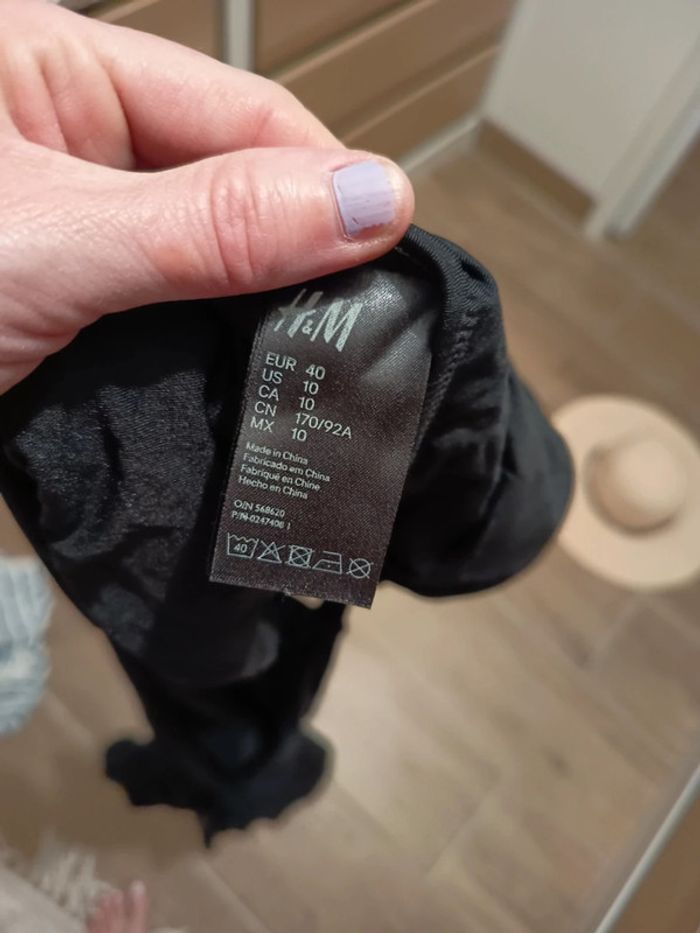 H&M
EUR 40
US 10
CA 10
CN 170/92A
MX 10
Made in China
Fabricado em China
Fabriqué en Chine
Hecho en China
O/N 568620
P/N-0247408 1
40